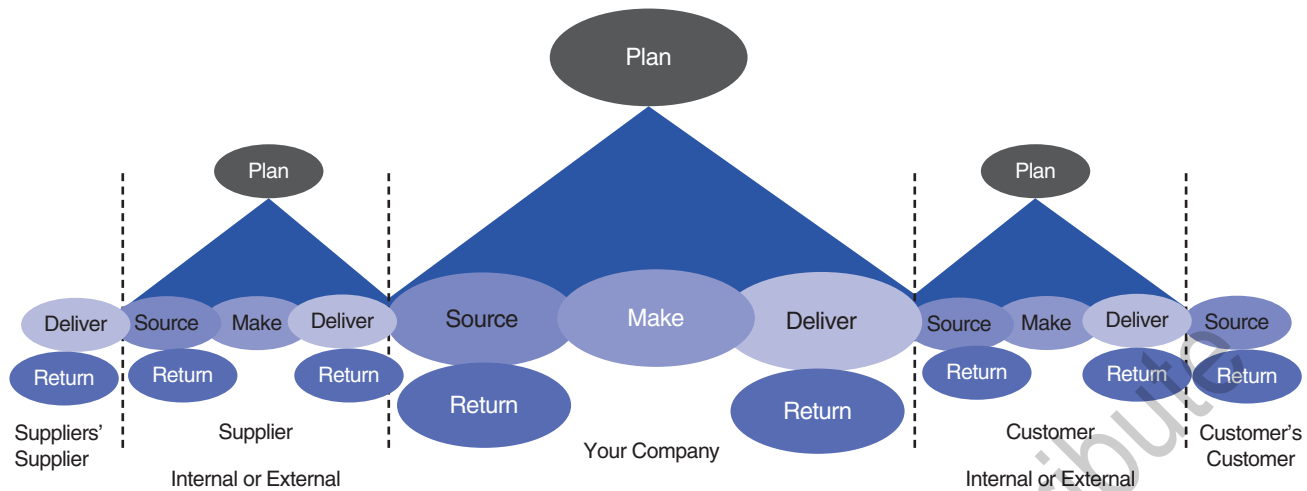 Plan
Plan
Plan
Deliver
Source
Make
Deliver
Source
Make
Deliver
Source
Make
Deliver
Source
Return
Return
Return
Return
Return
Return
Return
Return
Suppliers'
Supplier
Supplier
Internal or External
Your Company
Customer
Internal or External
Customer's
Customer